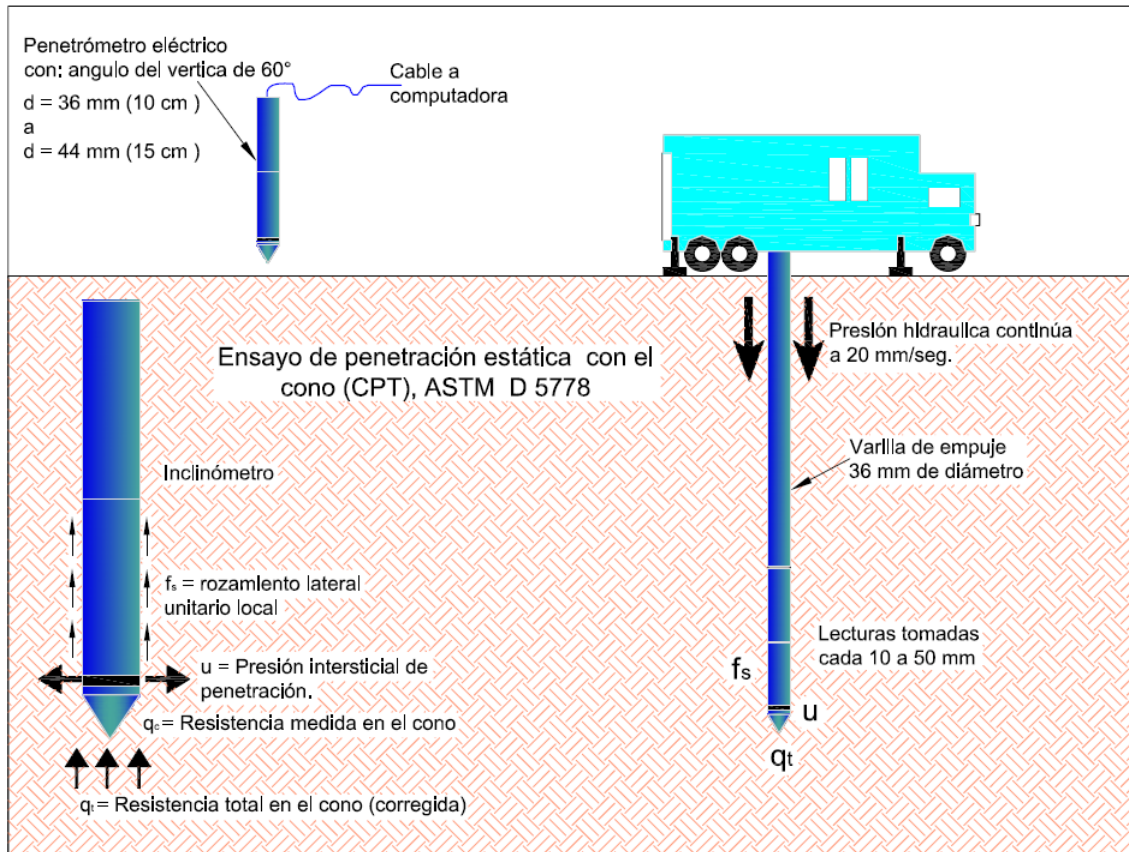 Penetrómetro eléctrico
con: angulo del vertica de 60°
d = 36 mm (10 cm )
a
d = 44 mm (15 cm )
Cable a
computadora
Ensayo de penetración estática con el
cono (CPT), ASTM D 5778
Presión hidraulica continúa
a 20 mm/seg.
Inclinómetro
Varilla de empuje
36 mm de diámetro
fs = rozamiento lateral
unitario local
Lecturas tomadas
cada 10 a 50 mm
u = Presión intersticial de
penetración.
qc = Resistencia medida en el cono
qt = Resistencia total en el cono (corregida)
fs
u
qt